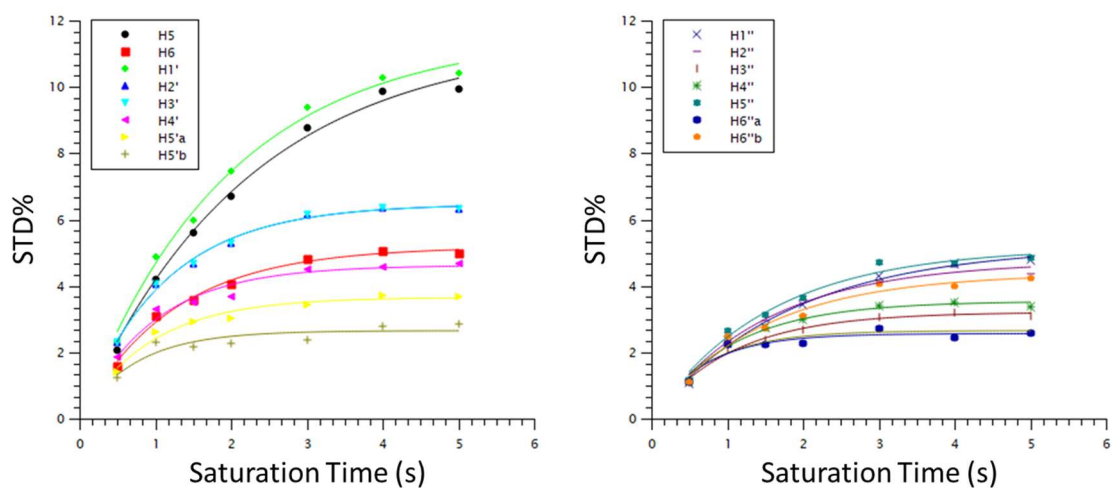 12
10
8
6
4
2
0
STD%
H5
H6
H1'
H2'
H3'
H4'
H5'a
H5'b
0 1 2 3 4 5 6
Saturation Time (s)
12
10
8
6
4
2
0
STD%
H1''
H2''
H3''
H4''
H5''
H6''a
H6''b
0 1 2 3 4 5 6
Saturation Time (s)